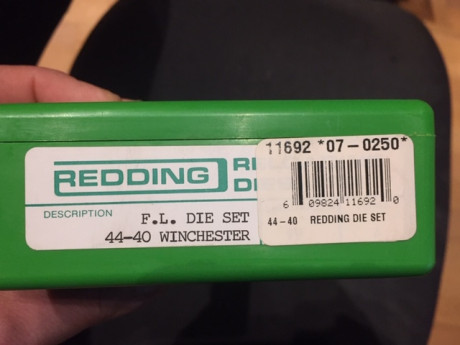 11692 *07-0250*
REDDING
DESCRIPTION
F.L. DIE SET
44-40 WINCHESTER
6 09824 11692 0
44-40 REDDING DIE SET